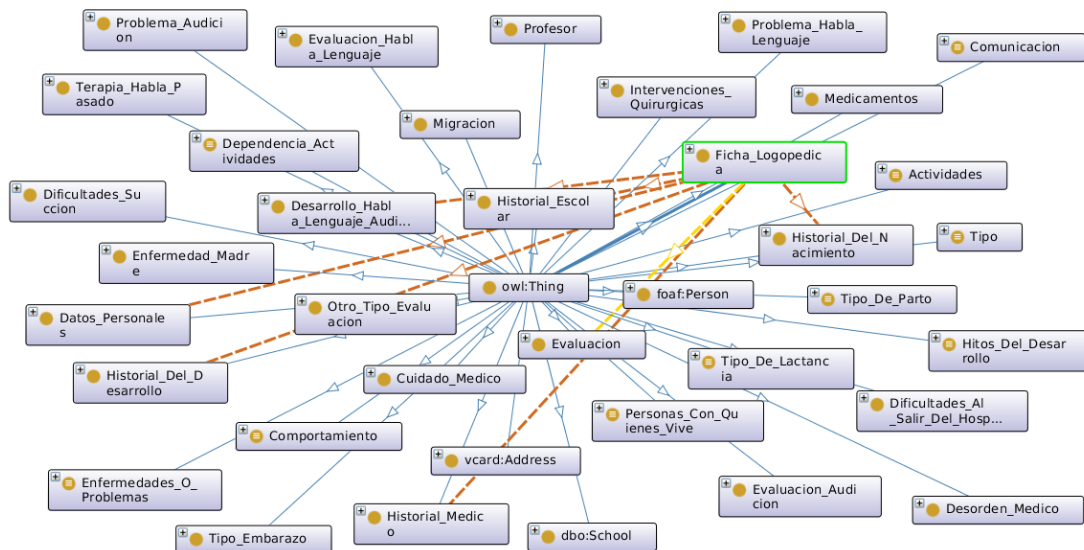 Problema_Audici
on
Evaluacion_Habl
a_Lenguaje
Profesor
Problema_Habla_
Lenguaje
Comunicacion
Terapia_Habla_P
asado
Intervenciones_
Quirurgicas
Medicamentos
Migracion
Dependencia_Act
ividades
Ficha_Logopedic
a
Actividades
Dificultades_Su
ccion
Desarrollo_Habl
a_Lenguaje_Audi...
Historial_Escol
ar
Historial_Del_N
acimiento
Tipo
Enfermedad_Madr
e
owl:Thing
foaf:Person
Tipo_De_Parto
Datos_Personale
s
Otro_Tipo_Evalu
acion
Evaluacion
Hitos_Del_Desar
rollo
Historial_Del_D
esarrollo
Cuidado_Medico
Tipo_De_Lactanc
ia
Dificultades_Al
_Salir_Del_Hosp...
Comportamiento
Personas_Con_Qu
ienes_Vive
vcard:Address
Enfermedades_O_
Problemas
Evaluacion_Audi
cion
Desorden_Medico
Historial_Medic
o
Tipo_Embarazo
dbo:School